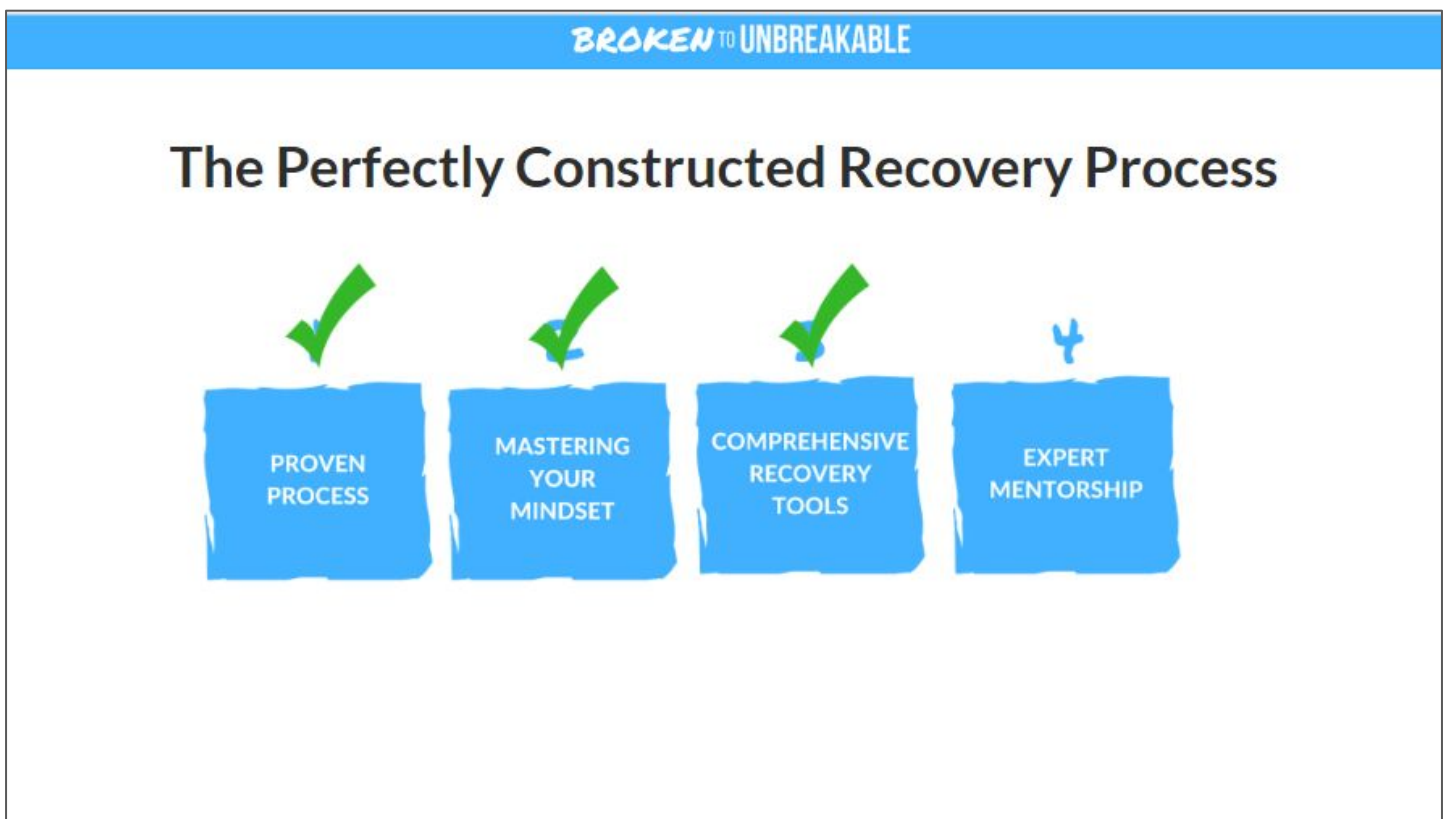 BROKEN TO UNBREAKABLE
The Perfectly Constructed Recovery Process
4
PROVEN
PROCESS
MASTERING
YOUR
MINDSET
COMPREHENSIVE
RECOVERY
TOOLS
EXPERT
MENTORSHIP